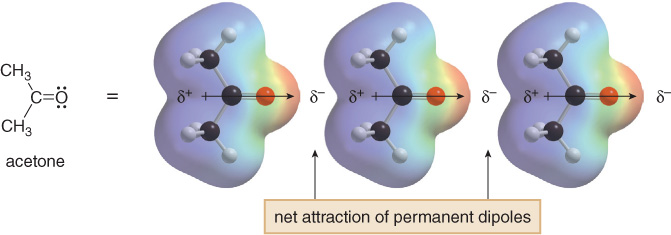 CH₃
C=Ö:
CH₃
acetone
=
δ⁺ δ⁻ δ⁺ δ⁻ δ⁺ δ⁻
net attraction of permanent dipoles